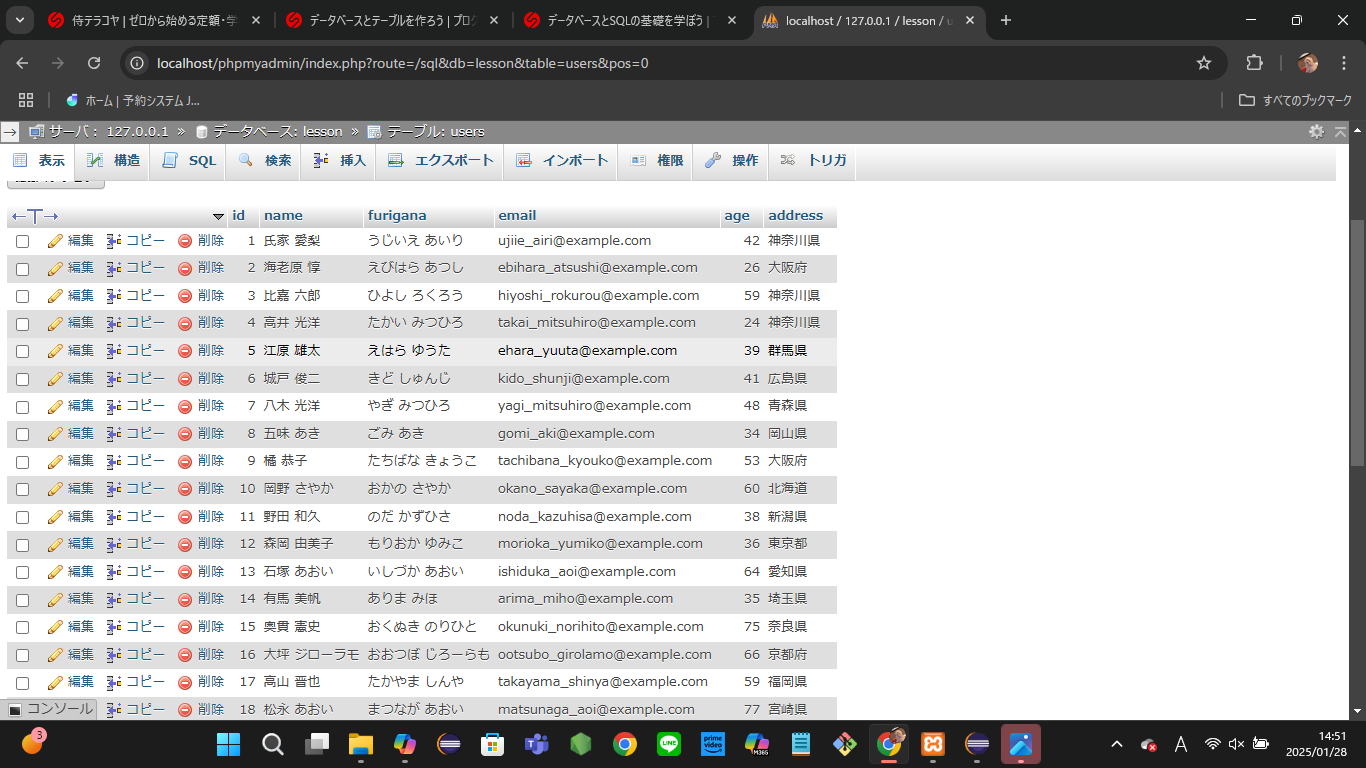 侍テラコヤ | ゼロから始める定額・学
データベースとテーブルを作ろう | プログ
データベースとSQLの基礎を学ぼう |
localhost / 127.0.0.1 / lesson / u
localhost/phpmyadmin/index.php?route=/sql&db=lesson&table=users&pos=0
ホーム | 予約システム J...
すべてのブックマーク
サーバ: 127.0.0.1 » データベース: lesson » テーブル: users
表示 構造 SQL 検索 挿入 エクスポート インポート 権限 操作 トリガ
←T→ id name furigana email age address
編集 コピー 削除 1 氏家 愛梨 うじいえ あいり ujiie_airi@example.com 42 神奈川県
編集 コピー 削除 2 海老原 惇 えびはら あつし ebihara_atsushi@example.com 26 大阪府
編集 コピー 削除 3 比嘉 六郎 ひよし ろくろう hiyoshi_rokurou@example.com 59 神奈川県
編集 コピー 削除 4 高井 光洋 たかい みつひろ takai_mitsuhiro@example.com 24 神奈川県
編集 コピー 削除 5 江原 雄太 えはら ゆうた ehara_yuuta@example.com 39 群馬県
編集 コピー 削除 6 城戸 俊二 きど しゅんじ kido_shunji@example.com 41 広島県
編集 コピー 削除 7 八木 光洋 やぎ みつひろ yagi_mitsuhiro@example.com 48 青森県
編集 コピー 削除 8 五味 あき ごみ あき gomi_aki@example.com 34 岡山県
編集 コピー 削除 9 橘 恭子 たちばな きょうこ tachibana_kyouko@example.com 53 大阪府
編集 コピー 削除 10 岡野 さやか おかの さやか okano_sayaka@example.com 60 北海道
編集 コピー 削除 11 野田 和久 のだ かずひさ noda_kazuhisa@example.com 38 新潟県
編集 コピー 削除 12 森岡 由美子 もりおか ゆみこ morioka_yumiko@example.com 36 東京都
編集 コピー 削除 13 石塚 あおい いしづか あおい ishiduka_aoi@example.com 64 愛知県
編集 コピー 削除 14 有馬 美帆 ありま みほ arima_miho@example.com 35 埼玉県
編集 コピー 削除 15 奥貫 憲史 おくぬき のりひと okunuki_norihito@example.com 75 奈良県
編集 コピー 削除 16 大坪 ジローラモ おおつぼ じろーらも ootsubo_girolamo@example.com 66 京都府
編集 コピー 削除 17 高山 晋也 たかやま しんや takayama_shinya@example.com 59 福岡県
コンソール コピー 削除 18 松永 あおい まつなが あおい matsunaga_aoi@example.com 77 宮崎県
3
LINE
prime video
M365
A
14:51
2025/01/28